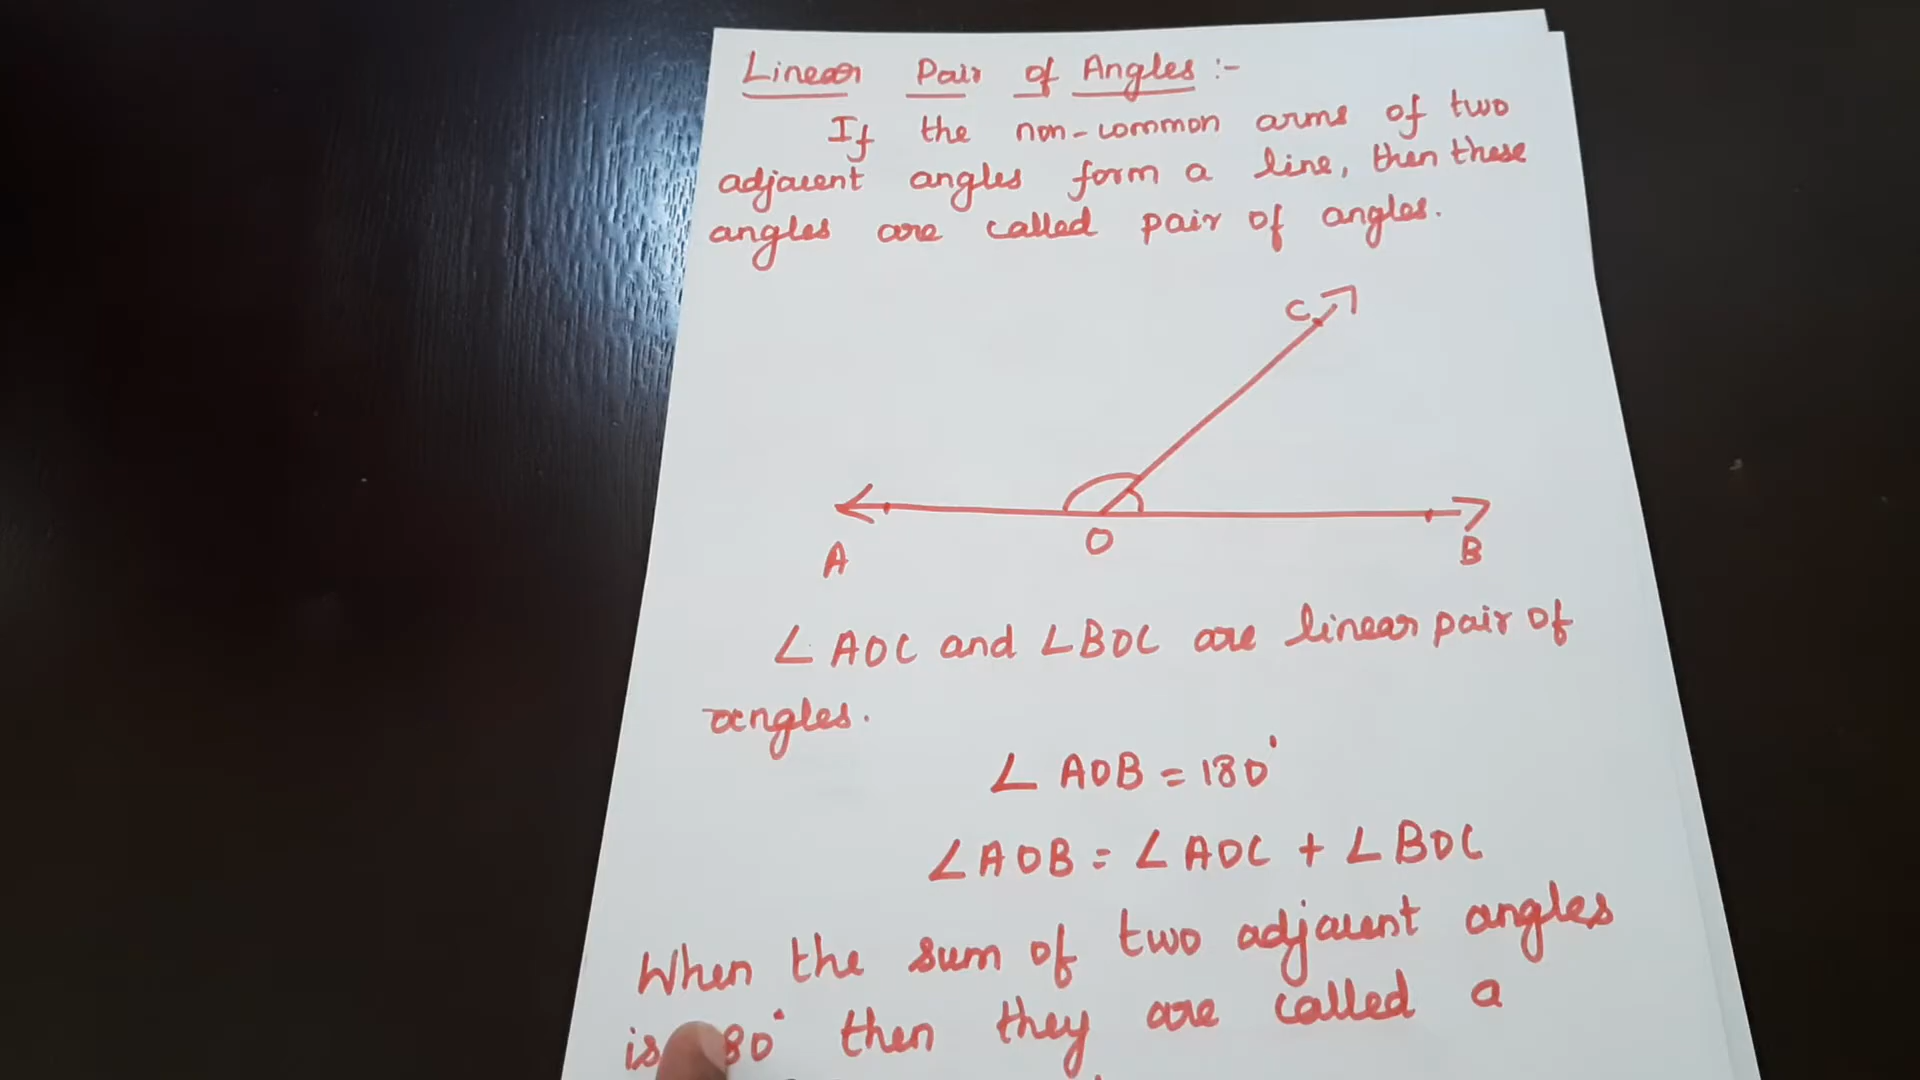 Linear Pair of Angles :-
If the non-common arms of two
adjacent angles form a line, then these
angles are called pair of angles.
C
A O B
∠AOC and ∠BOC are linear pair of
angles.
∠AOB = 180°
∠AOB = ∠AOC + ∠BOC
When the sum of two adjacent angles
is 80° then they are called a